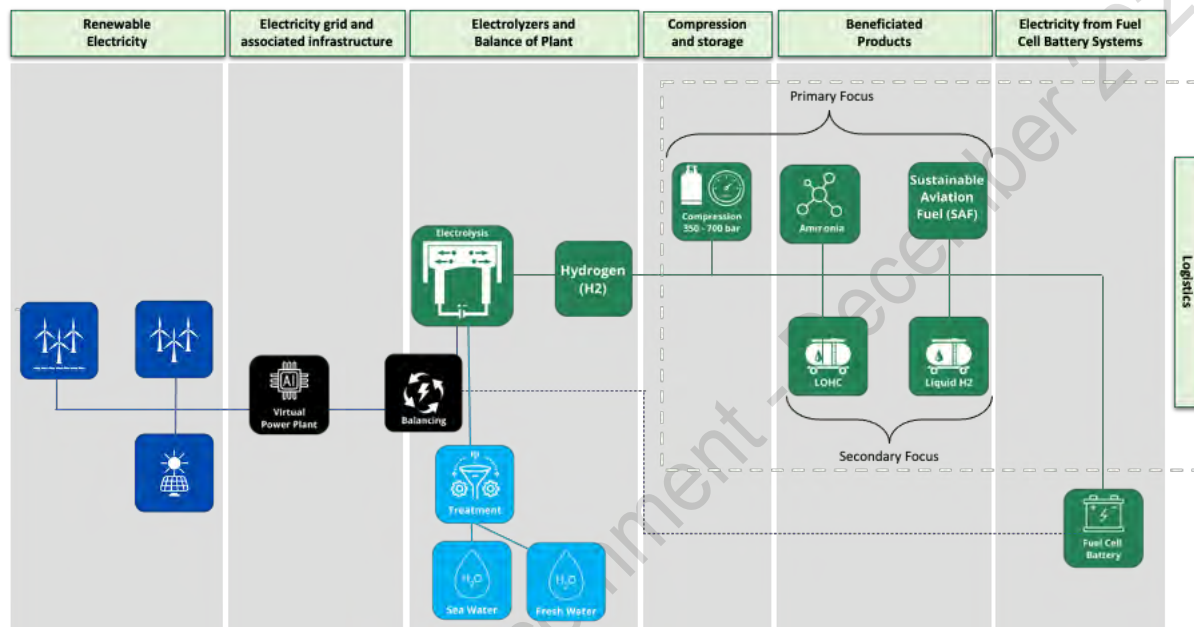 Renewable
Electricity
Electricity grid and
associated infrastructure
Electrolyzers and
Balance of Plant
Compression
and storage
Beneficiated
Products
Electricity from Fuel
Cell Battery Systems
Primary Focus
Compression
350 - 700 bar
Ammonia
Sustainable
Aviation
Fuel (SAF)
Electrolysis
Hydrogen
(H2)
Logistics
AI
Virtual
Power Plant
Balancing
LOHC
Liquid H2
Secondary Focus
Treatment
Fuel Cell
Battery
H₂O
Sea Water
H₂O
Fresh Water
December